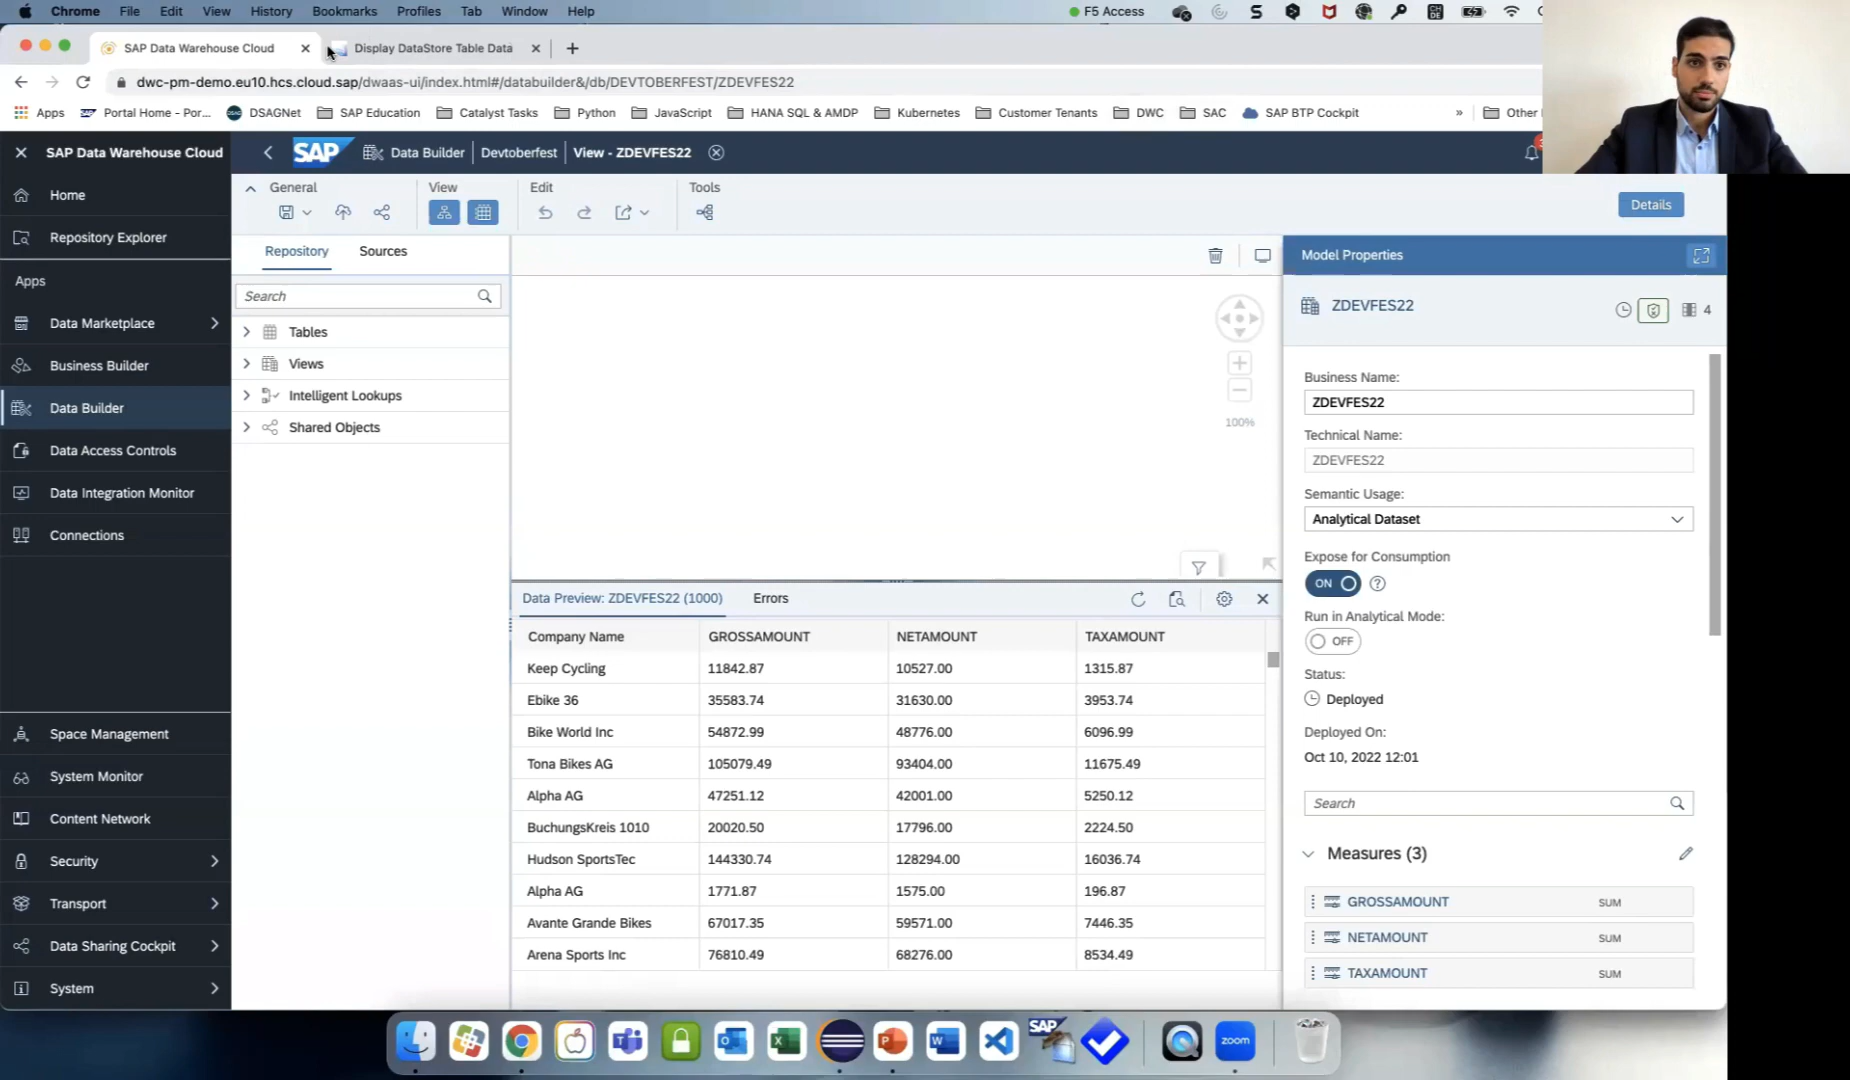 Chrome File Edit View History Bookmarks Profiles Tab Window Help F5 Access
SAP Data Warehouse Cloud Display DataStore Table Data
dwc-pm-demo.eu10.hcs.cloud.sap/dwaas-ui/index.html#/databuilder&/db/DEVTOBERFEST/ZDEVFES22
Apps Portal Home - Por... DSAGNet SAP Education Catalyst Tasks Python JavaScript HANA SQL & AMDP Kubernetes Customer Tenants DWC SAC SAP BTP Cockpit » Other
SAP Data Warehouse Cloud
SAP Data Builder Devtoberfest View - ZDEVFES22
Home
Repository Explorer
Apps
Data Marketplace
Business Builder
Data Builder
Data Access Controls
Data Integration Monitor
Connections
Space Management
System Monitor
Content Network
Security
Transport
Data Sharing Cockpit
System
General View Edit Tools
Details
Repository Sources
Search
Tables
Views
Intelligent Lookups
Shared Objects
100%
Data Preview: ZDEVFES22 (1000) Errors
Company Name GROSSAMOUNT NETAMOUNT TAXAMOUNT
Keep Cycling 11842.87 10527.00 1315.87
Ebike 36 35583.74 31630.00 3953.74
Bike World Inc 54872.99 48776.00 6096.99
Tona Bikes AG 105079.49 93404.00 11675.49
Alpha AG 47251.12 42001.00 5250.12
BuchungsKreis 1010 20020.50 17796.00 2224.50
Hudson SportsTec 144330.74 128294.00 16036.74
Alpha AG 1771.87 1575.00 196.87
Avante Grande Bikes 67017.35 59571.00 7446.35
Arena Sports Inc 76810.49 68276.00 8534.49
Model Properties
ZDEVFES22 4
Business Name:
ZDEVFES22
Technical Name:
ZDEVFES22
Semantic Usage:
Analytical Dataset
Expose for Consumption
ON
Run in Analytical Mode:
OFF
Status:
Deployed
Deployed On:
Oct 10, 2022 12:01
Search
Measures (3)
GROSSAMOUNT SUM
NETAMOUNT SUM
TAXAMOUNT SUM
SAP
zoom